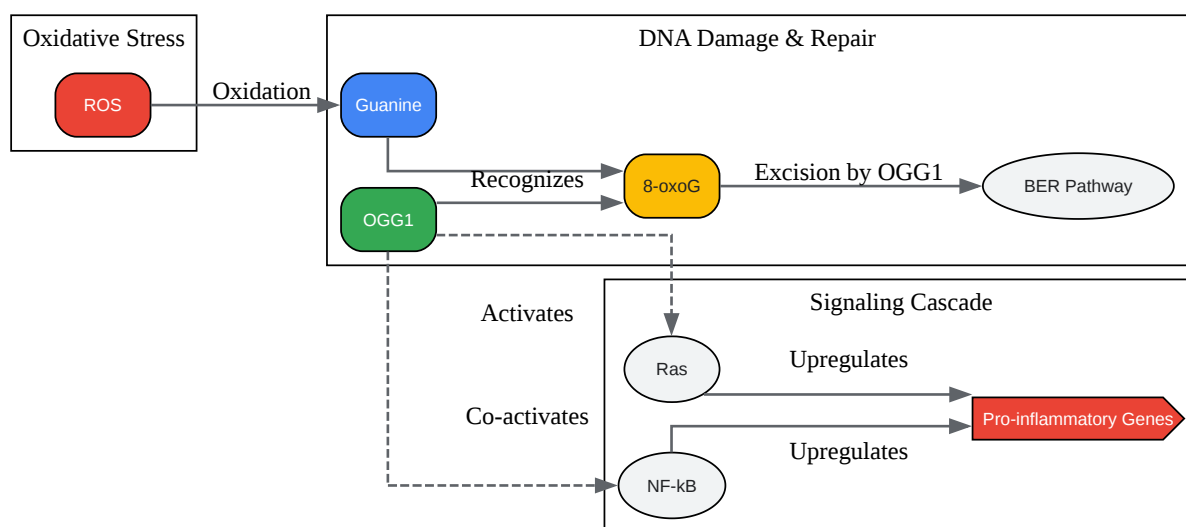 Oxidative Stress
DNA Damage & Repair
ROS
Oxidation
Guanine
Recognizes
8-oxoG
Excision by OGG1
BER Pathway
OGG1
Activates
Signaling Cascade
Ras
Upregulates
Co-activates
Pro-inflammatory Genes
Upregulates
NF-kB